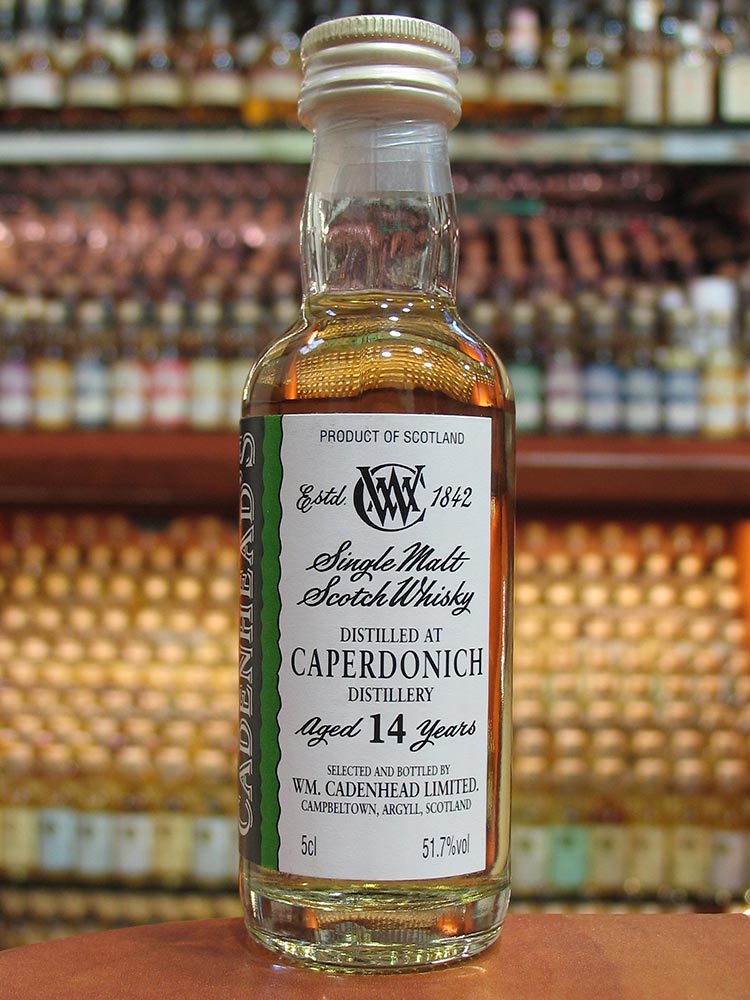 PRODUCT OF SCOTLAND
Estd. WMC 1842
Single Malt
Scotch Whisky
DISTILLED AT
CAPERDONICH
DISTILLERY
Aged 14 Years
SELECTED AND BOTTLED BY
WM. CADENHEAD LIMITED.
CAMPBELTOWN, ARGYLL, SCOTLAND
5cl 51.7%vol
CADENHEAD'S